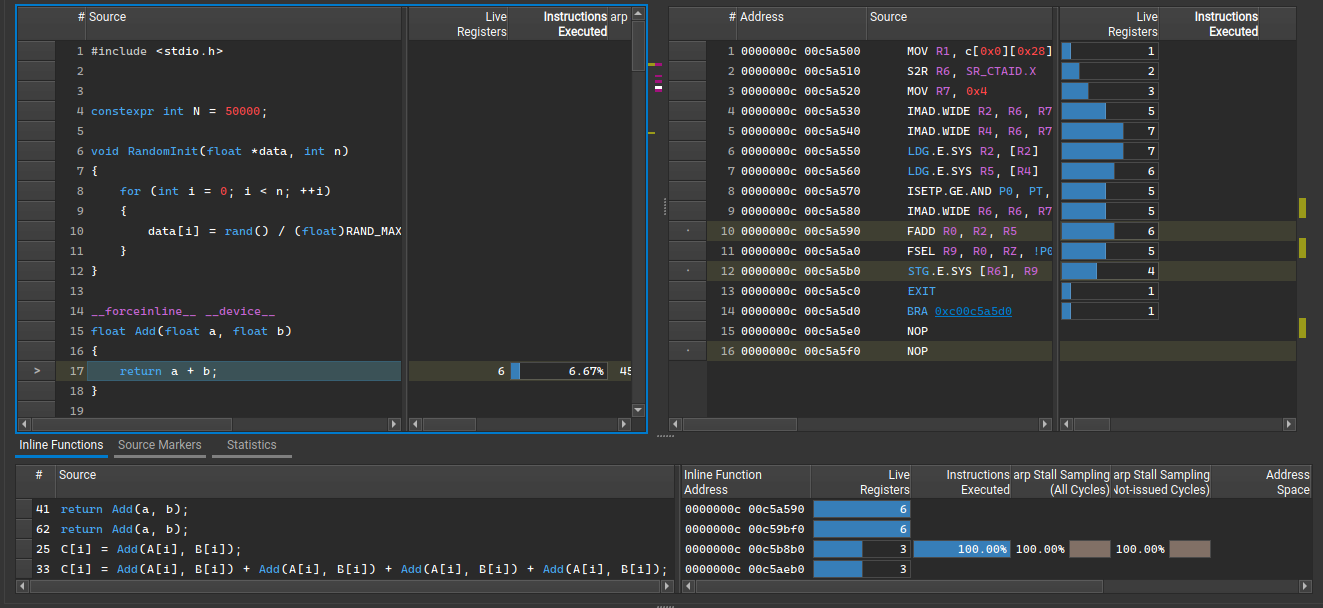 # Source Live Registers Instructions Executed arp
1 #include <stdio.h>
2
3
4 constexpr int N = 50000;
5
6 void RandomInit(float *data, int n)
7 {
8 for (int i = 0; i < n; ++i)
9 {
10 data[i] = rand() / (float)RAND_MAX
11 }
12 }
13
14 __forceinline__ __device__
15 float Add(float a, float b)
16 {
> 17 return a + b; 6 6.67% 45
18 }
19
# Address Source Live Registers Instructions Executed
1 0000000c 00c5a500 MOV R1, c[0x0][0x28] 1
2 0000000c 00c5a510 S2R R6, SR_CTAID.X 2
3 0000000c 00c5a520 MOV R7, 0x4 3
4 0000000c 00c5a530 IMAD.WIDE R2, R6, R7 5
5 0000000c 00c5a540 IMAD.WIDE R4, R6, R7 7
6 0000000c 00c5a550 LDG.E.SYS R2, [R2] 7
7 0000000c 00c5a560 LDG.E.SYS R5, [R4] 6
8 0000000c 00c5a570 ISETP.GE.AND P0, PT, 5
9 0000000c 00c5a580 IMAD.WIDE R6, R6, R7 5
10 0000000c 00c5a590 FADD R0, R2, R5 6
11 0000000c 00c5a5a0 FSEL R9, R0, RZ, !P0 5
12 0000000c 00c5a5b0 STG.E.SYS [R6], R9 4
13 0000000c 00c5a5c0 EXIT 1
14 0000000c 00c5a5d0 BRA 0xc00c5a5d0 1
15 0000000c 00c5a5e0 NOP
16 0000000c 00c5a5f0 NOP
Inline Functions Source Markers Statistics
# Source
41 return Add(a, b);
62 return Add(a, b);
25 C[i] = Add(A[i], B[i]);
33 C[i] = Add(A[i], B[i]) + Add(A[i], B[i]) + Add(A[i], B[i]) + Add(A[i], B[i]);
Inline Function Address Live Registers Instructions Executed arp Stall Sampling (All Cycles) arp Stall Sampling Not-issued Cycles) Address Space
0000000c 00c5a590 6
0000000c 00c59bf0 6
0000000c 00c5b8b0 3 100.00% 100.00% 100.00%
0000000c 00c5aeb0 3